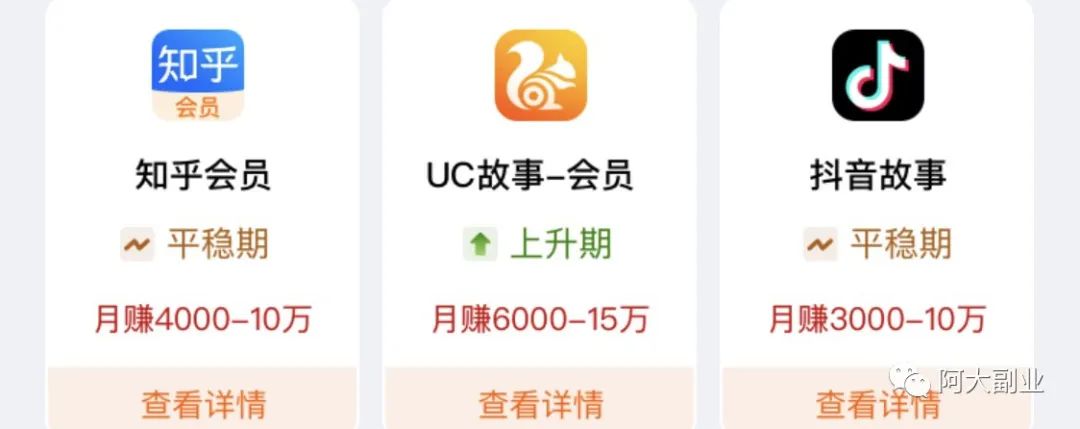 知乎
会员
知乎会员
平稳期
月赚4000-10万
查看详情
UC故事-会员
上升期
月赚6000-15万
查看详情
抖音故事
平稳期
月赚3000-10万
查看详情
阿大副业